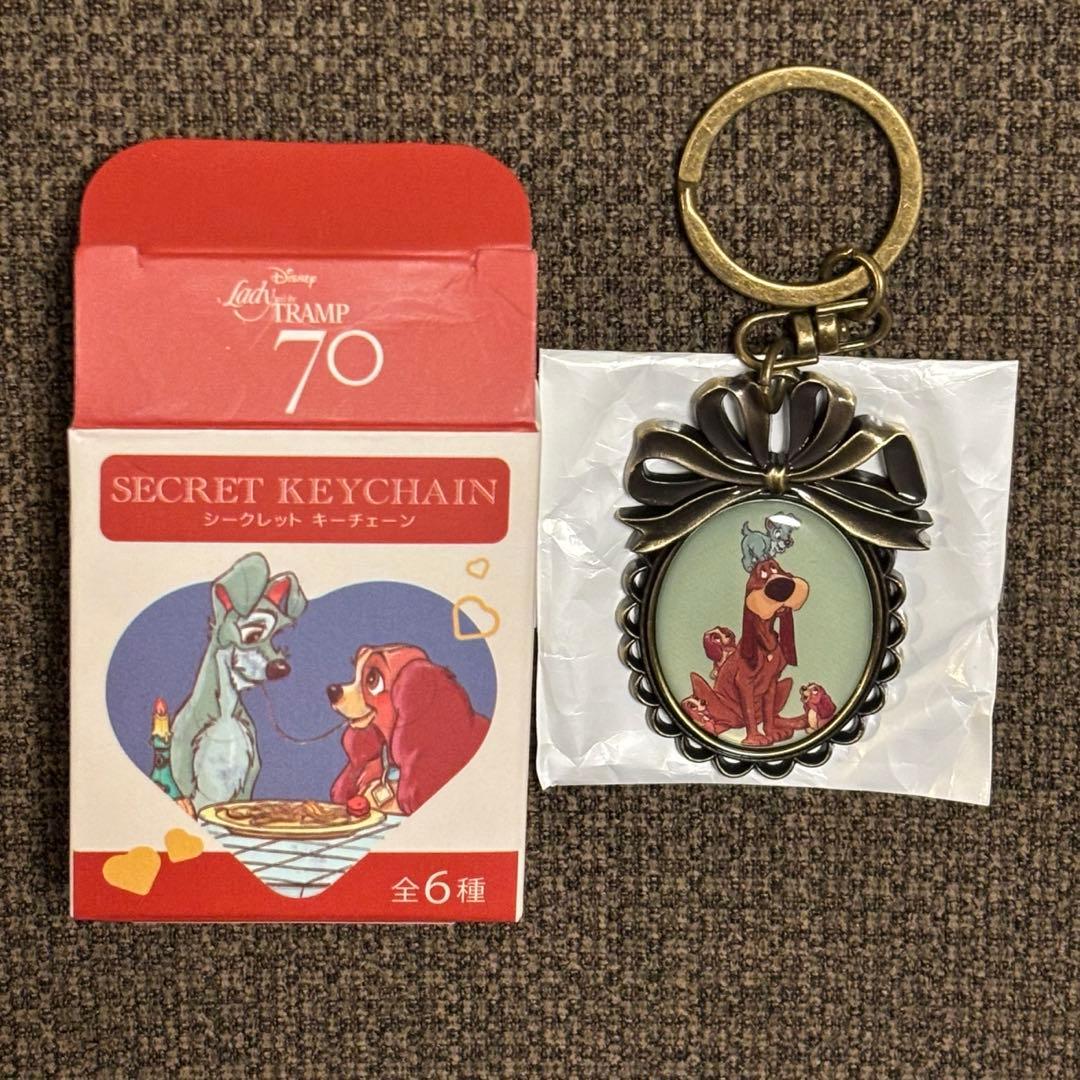 Disney
Lady and the
TRAMP
70
SECRET KEYCHAIN
シークレット キーチェーン
全6種